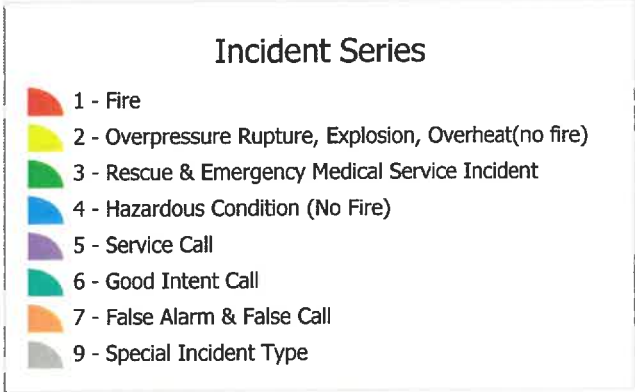 Incident Series
1 - Fire
2 - Overpressure Rupture, Explosion, Overheat(no fire)
3 - Rescue & Emergency Medical Service Incident
4 - Hazardous Condition (No Fire)
5 - Service Call
6 - Good Intent Call
7 - False Alarm & False Call
9 - Special Incident Type